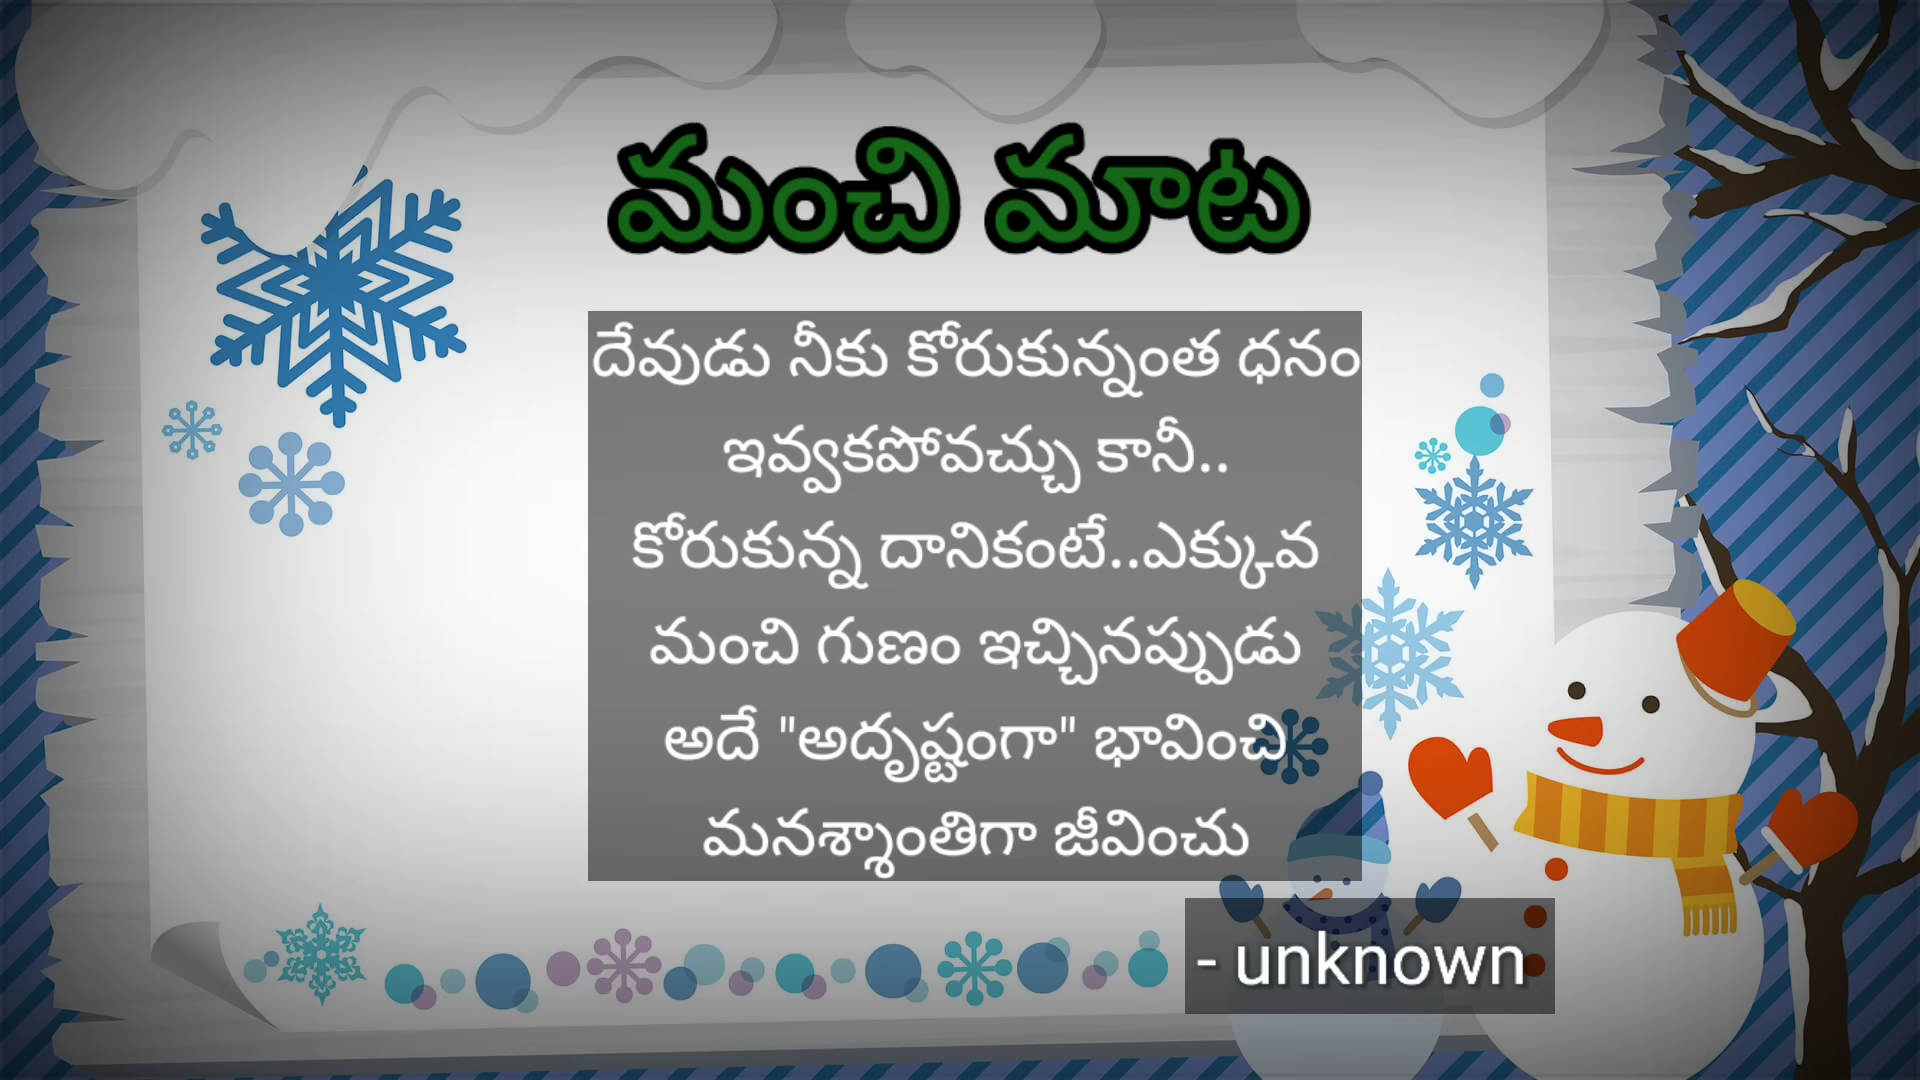 మంచి మాట
దేవుడు నీకు కోరుకున్నంత ధనం
ఇవ్వకపోవచ్చు కానీ..
కోరుకున్న దానికంటే..ఎక్కువ
మంచి గుణం ఇచ్చినప్పుడు
అదే "అదృష్టంగా" భావించి
మనశ్శాంతిగా జీవించు
- unknown